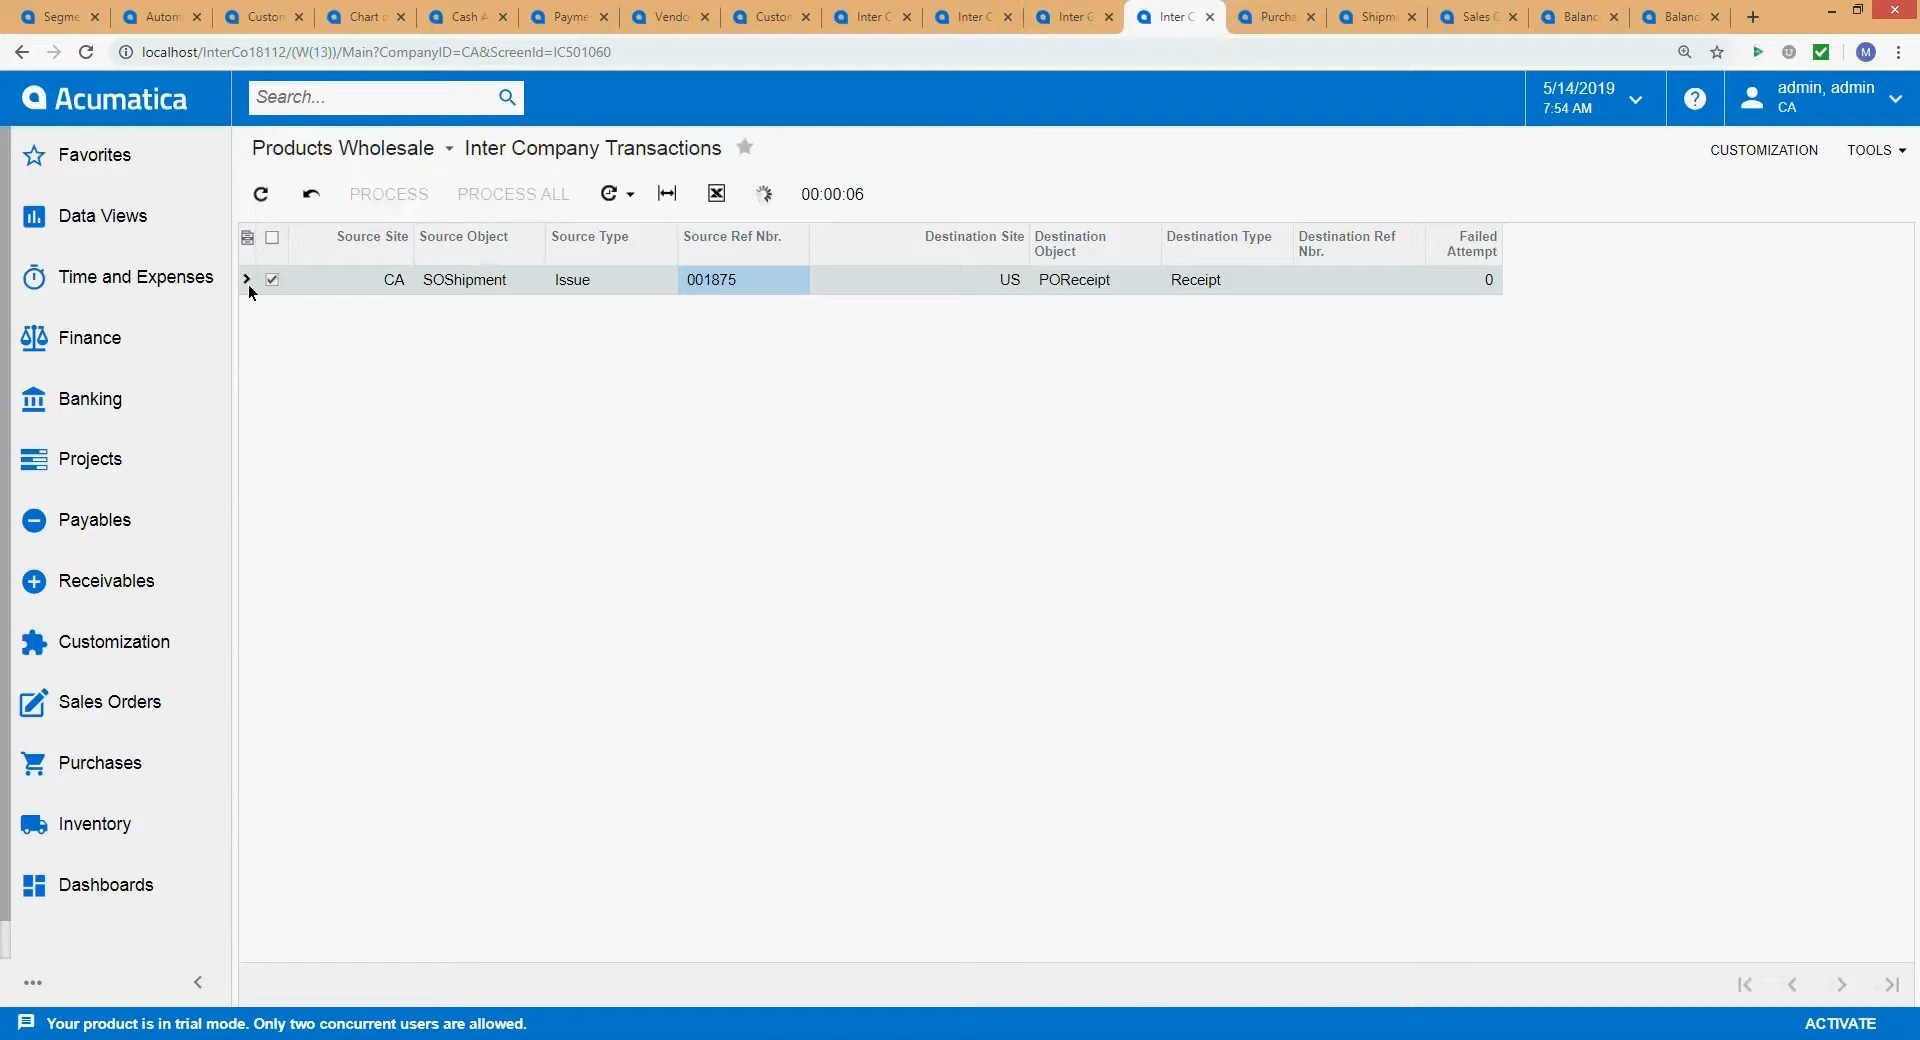 Segme Autom Custon Chart o Cash A Payme Vendo Custon Inter C Inter C Inter C Inter C Purcha Shipm Sales O Balanc Balanc
localhost/InterCo18112/(W(13))/Main?CompanyID=CA&ScreenId=IC501060
M
Acumatica
Search...
5/14/2019
7:54 AM
?
admin, admin
CA
Favorites
Data Views
Time and Expenses
Finance
Banking
Projects
Payables
Receivables
Customization
Sales Orders
Purchases
Inventory
Dashboards
Products Wholesale Inter Company Transactions
CUSTOMIZATION TOOLS
PROCESS PROCESS ALL 00:00:06
Source Site Source Object Source Type Source Ref Nbr. Destination Site Destination Object Destination Type Destination Ref Nbr. Failed Attempt
CA SOShipment Issue 001875 US POReceipt Receipt 0
Your product is in trial mode. Only two concurrent users are allowed.
ACTIVATE